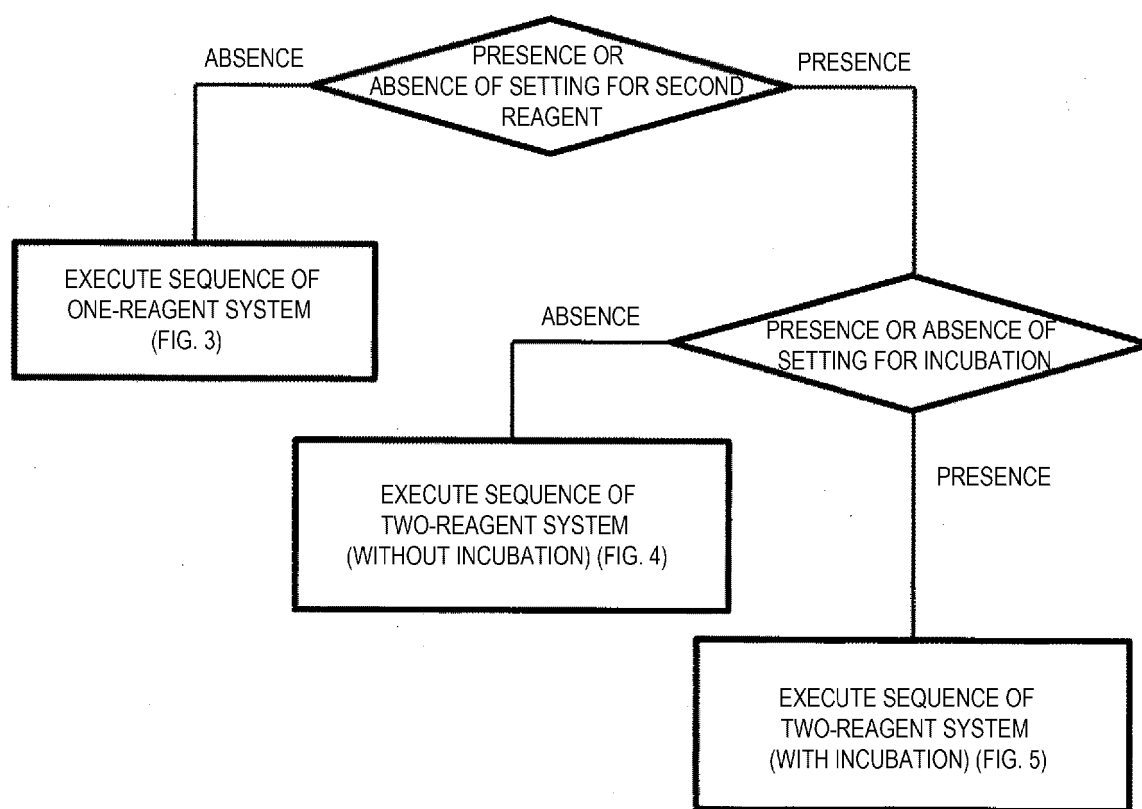 PRESENCE OR
ABSENCE OF SETTING FOR SECOND
REAGENT
ABSENCE
PRESENCE
EXECUTE SEQUENCE OF
ONE-REAGENT SYSTEM
(FIG. 3)
PRESENCE OR ABSENCE OF
SETTING FOR INCUBATION
ABSENCE
PRESENCE
EXECUTE SEQUENCE OF
TWO-REAGENT SYSTEM
(WITHOUT INCUBATION) (FIG. 4)
EXECUTE SEQUENCE OF
TWO-REAGENT SYSTEM
(WITH INCUBATION) (FIG. 5)